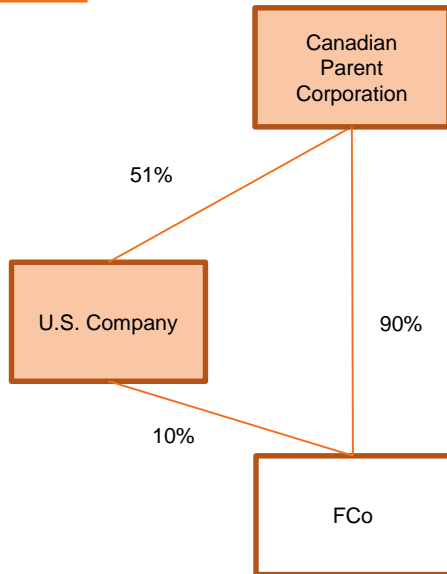 Canadian
Parent
Corporation
51%
U.S. Company
90%
10%
FCo